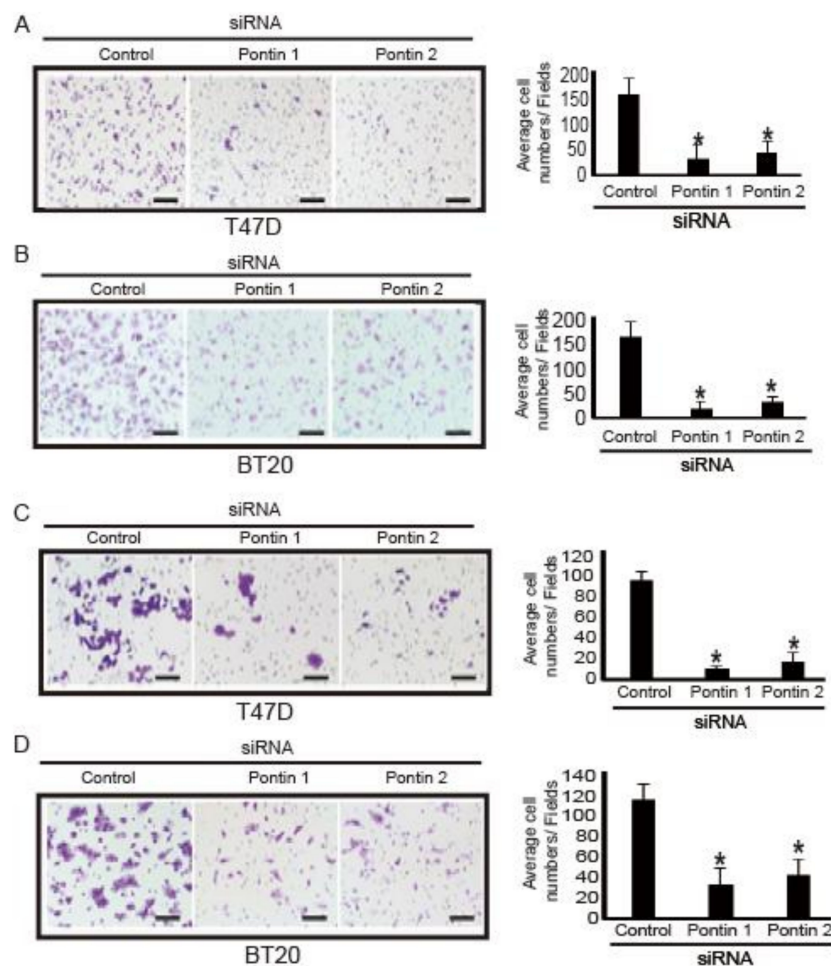 A
siRNA
Control Pontin 1 Pontin 2
T47D
Average cell
numbers/ Fields
200
150
100
50
0
* *
Control Pontin 1 Pontin 2
siRNA
B
siRNA
Control Pontin 1 Pontin 2
BT20
Average cell
numbers/ Fields
200
150
100
50
0
* *
Control Pontin 1 Pontin 2
siRNA
C
siRNA
Control Pontin 1 Pontin 2
T47D
Average cell
numbers/ Fields
120
100
80
60
40
20
0
* *
Control Pontin 1 Pontin 2
siRNA
D
siRNA
Control Pontin 1 Pontin 2
BT20
Average cell
numbers/ Fields
140
120
100
80
60
40
20
0
* *
Control Pontin 1 Pontin 2
siRNA